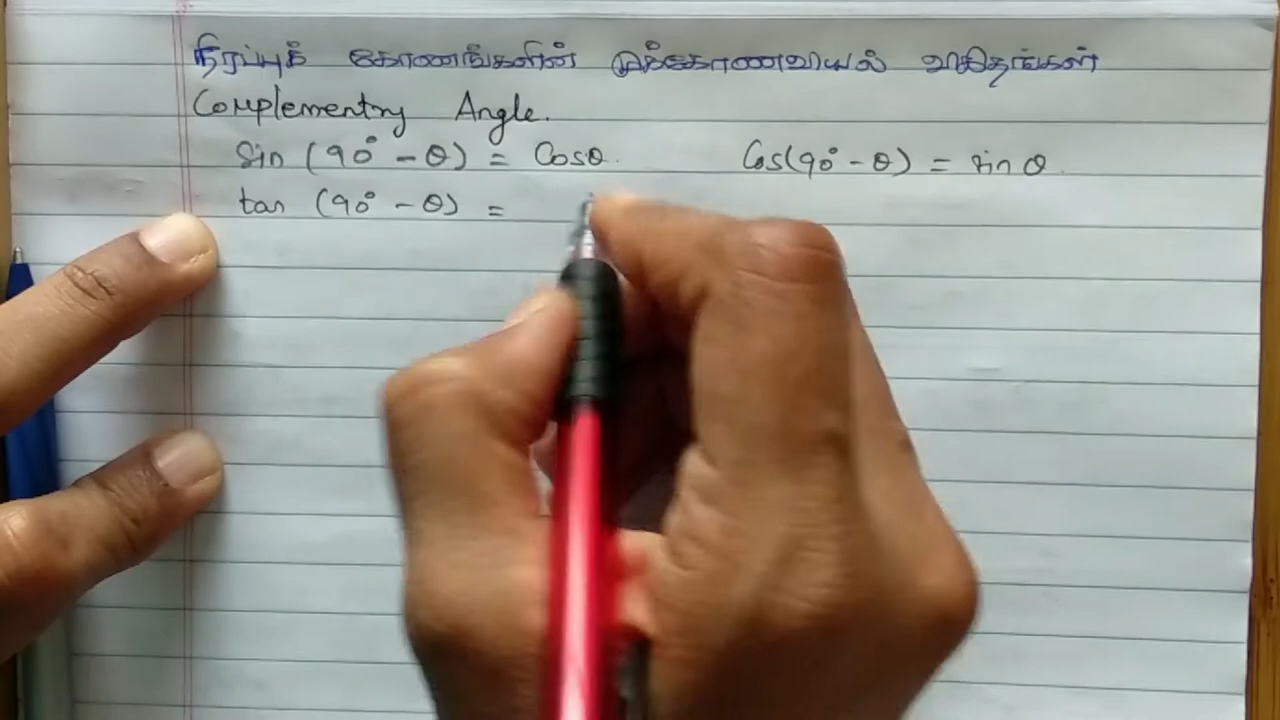 நிரப்புக் கோணங்களின் முக்கோணவியல் விகிதங்கள்
Complementry Angle.
Sin (90° - θ) = Cosθ. Cos(90° - θ) = sin θ.
tan (90° - θ) =